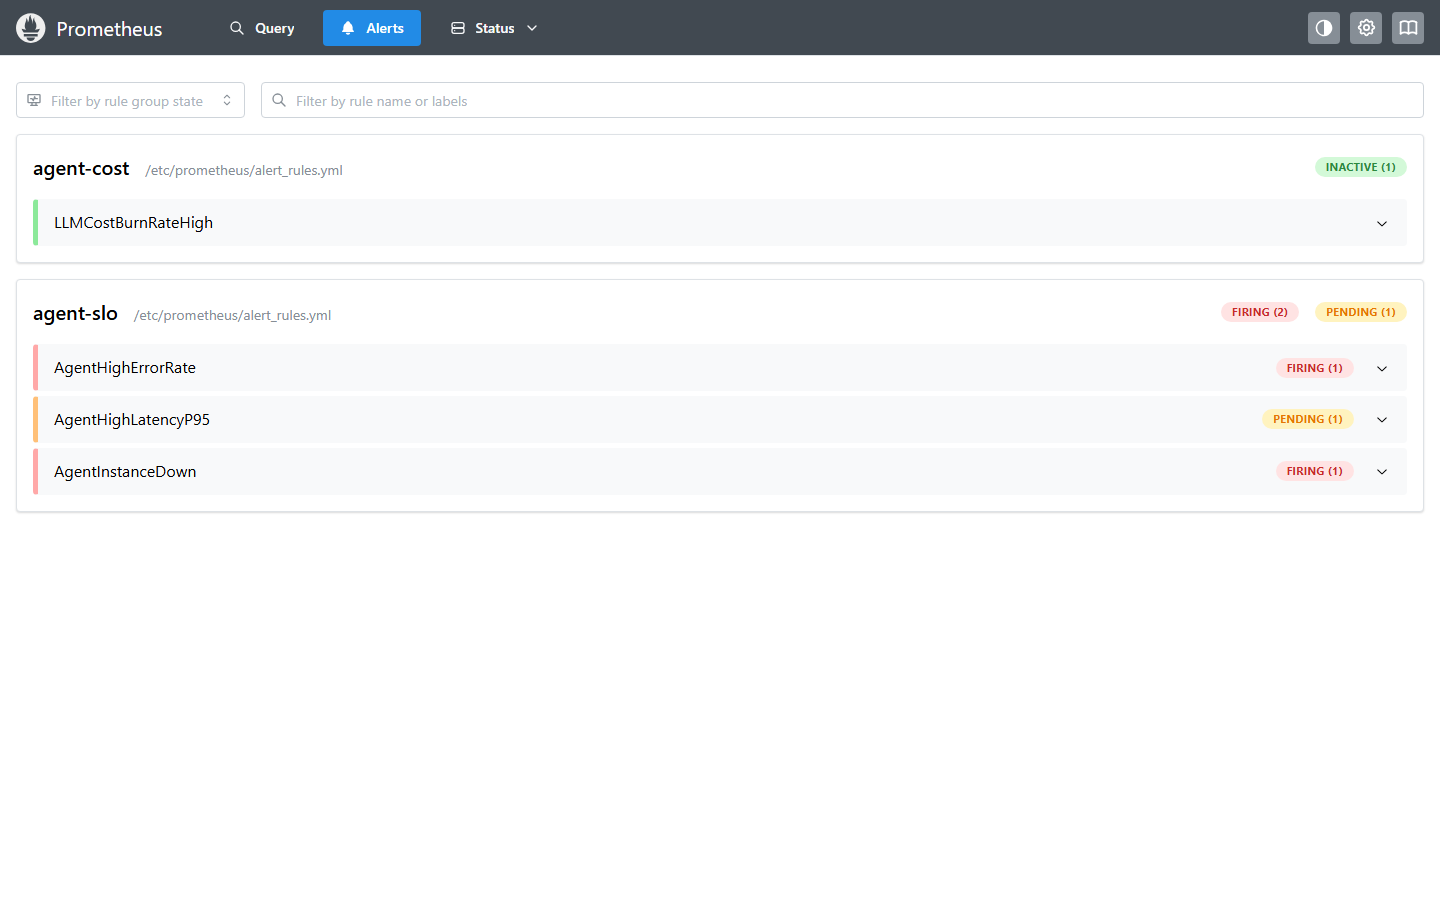 Prometheus
Query
Alerts
Status
Filter by rule group state
Filter by rule name or labels
agent-cost /etc/prometheus/alert_rules.yml INACTIVE (1)
LLMCostBurnRateHigh
agent-slo /etc/prometheus/alert_rules.yml FIRING (2) PENDING (1)
AgentHighErrorRate FIRING (1)
AgentHighLatencyP95 PENDING (1)
AgentInstanceDown FIRING (1)